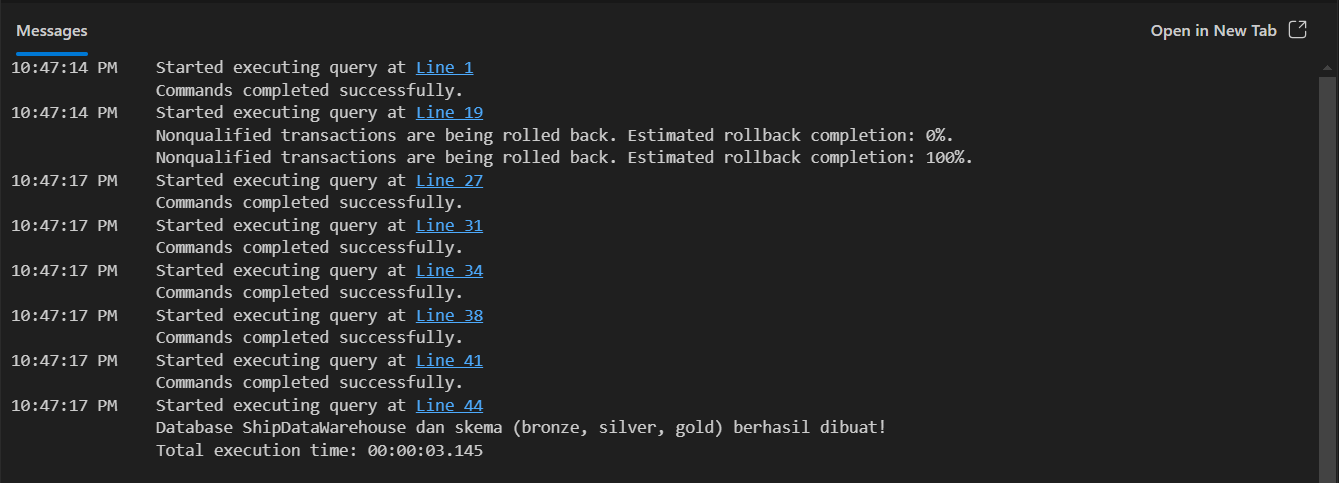 Messages
Open in New Tab
10:47:14 PM Started executing query at Line 1
Commands completed successfully.
10:47:14 PM Started executing query at Line 19
Nonqualified transactions are being rolled back. Estimated rollback completion: 0%.
Nonqualified transactions are being rolled back. Estimated rollback completion: 100%.
10:47:17 PM Started executing query at Line 27
Commands completed successfully.
10:47:17 PM Started executing query at Line 31
Commands completed successfully.
10:47:17 PM Started executing query at Line 34
Commands completed successfully.
10:47:17 PM Started executing query at Line 38
Commands completed successfully.
10:47:17 PM Started executing query at Line 41
Commands completed successfully.
10:47:17 PM Started executing query at Line 44
Database ShipDataWarehouse dan skema (bronze, silver, gold) berhasil dibuat!
Total execution time: 00:00:03.145